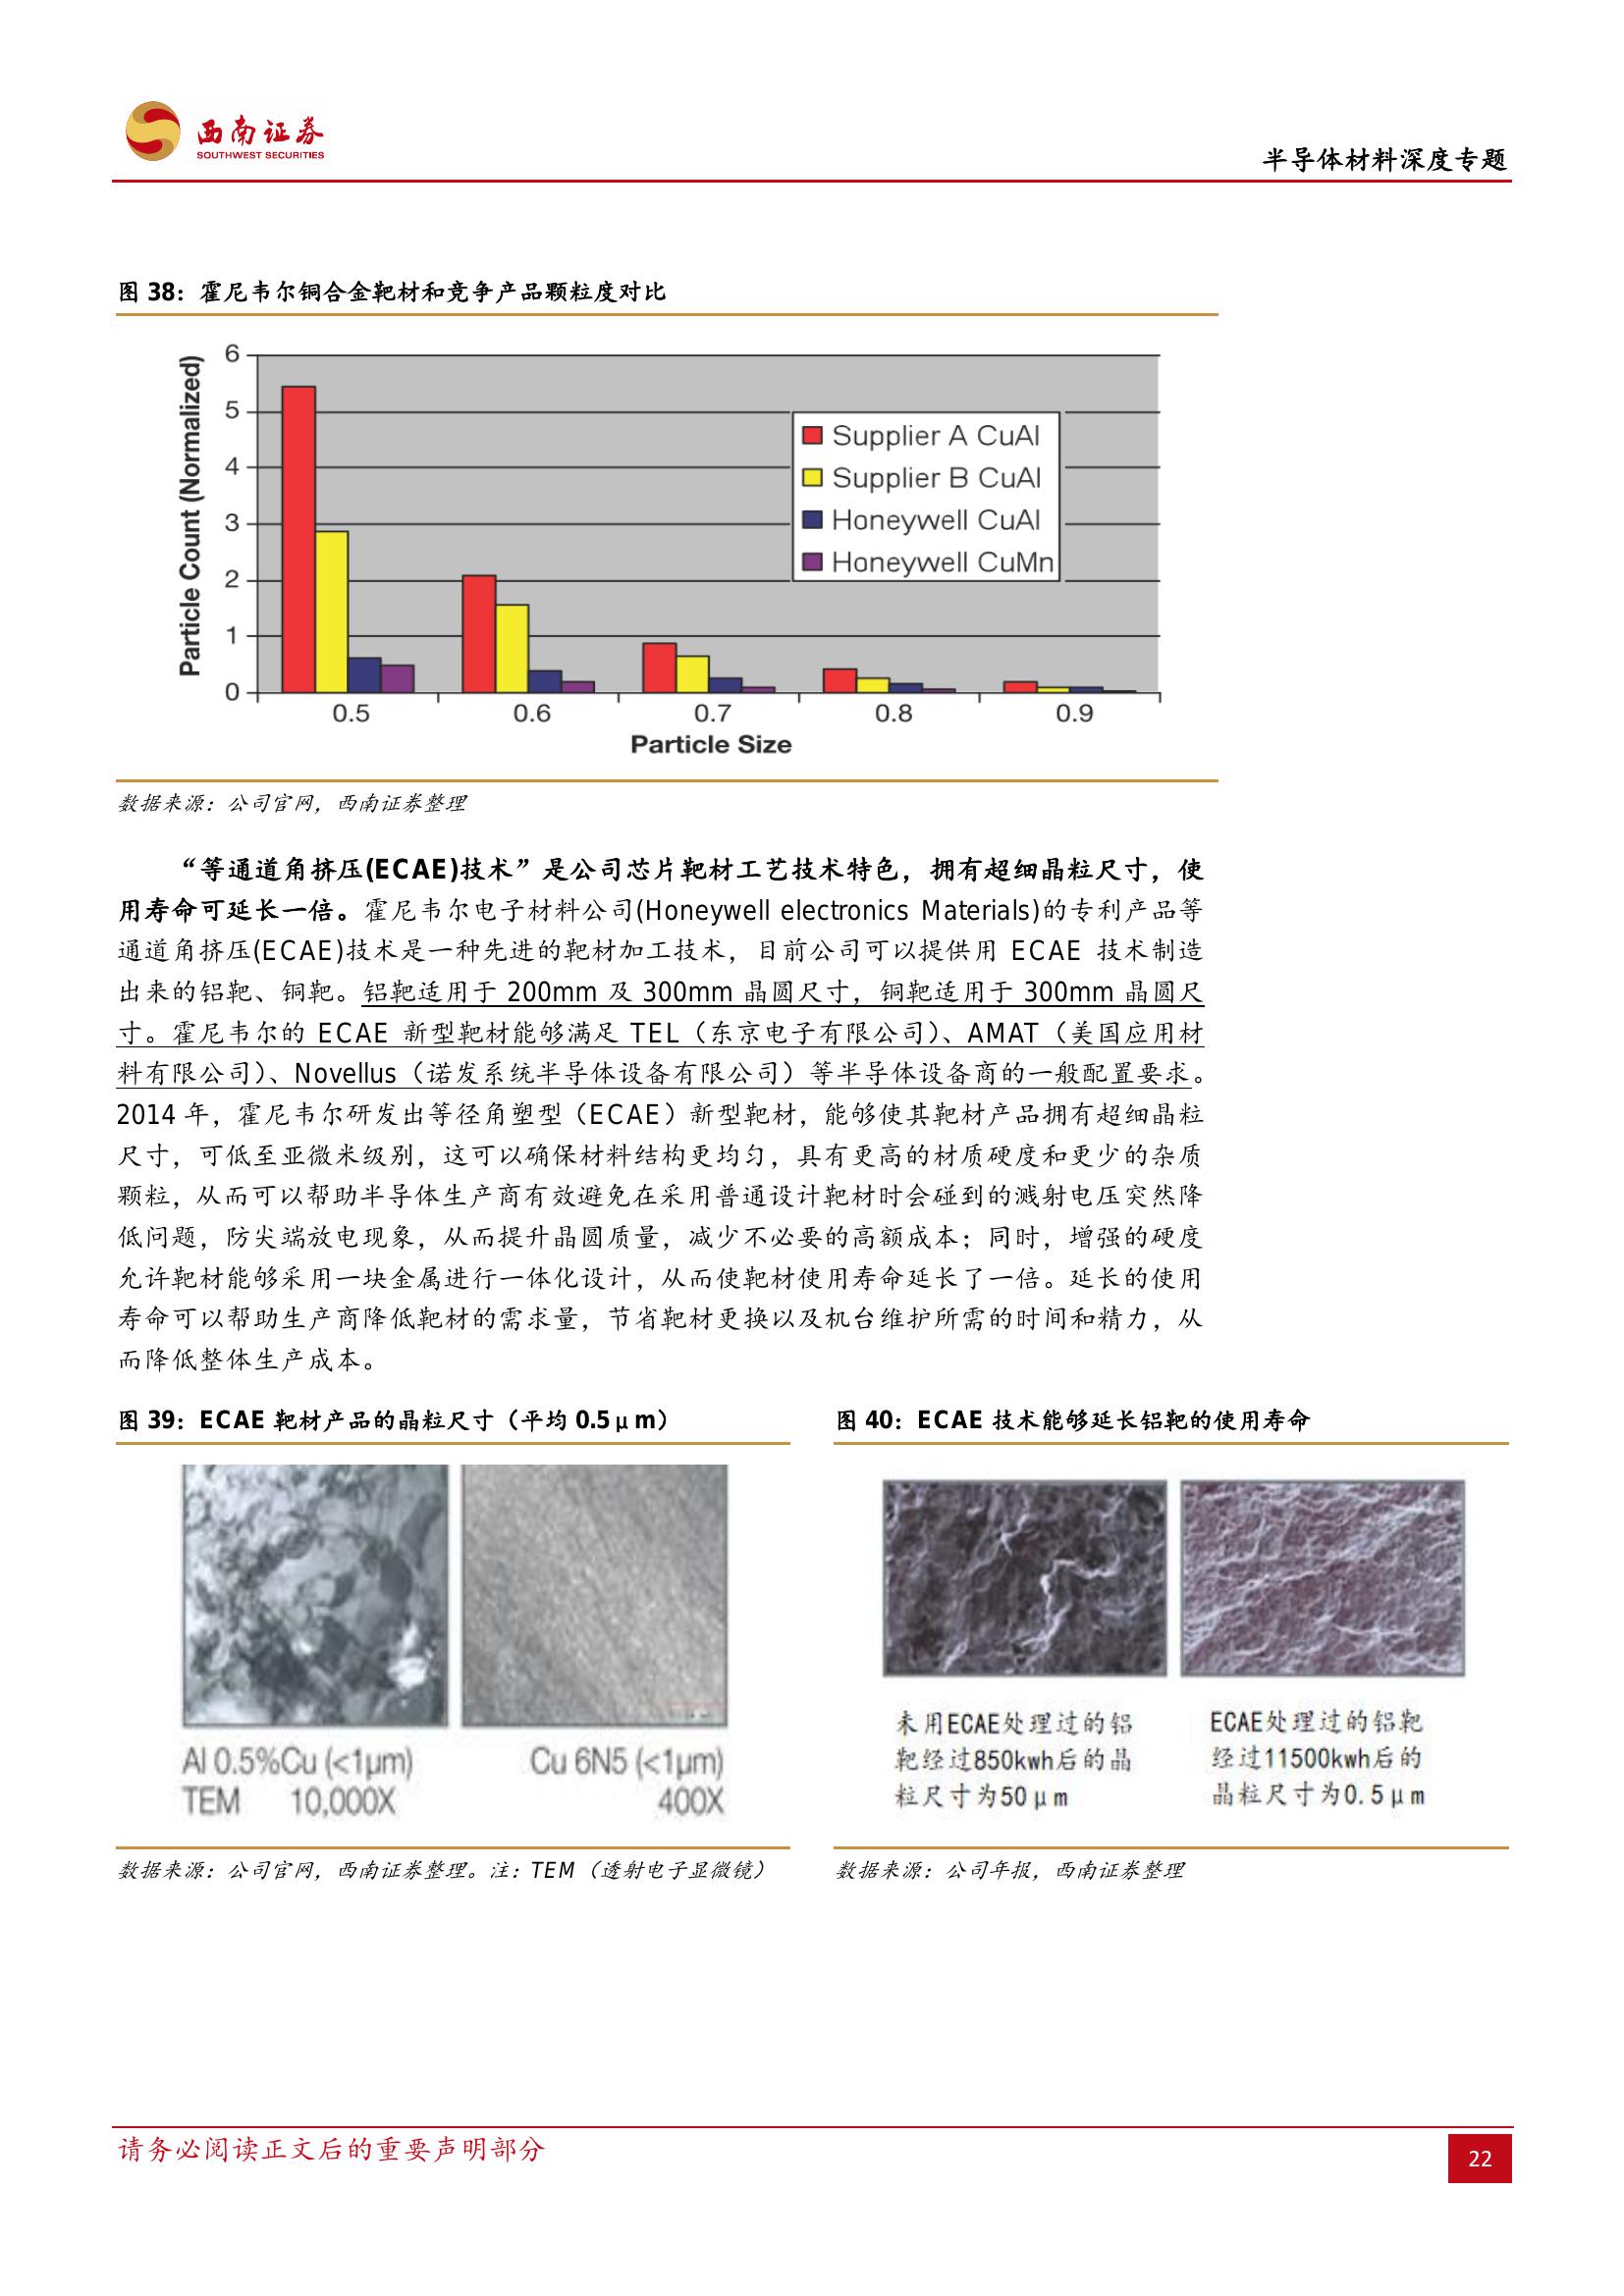 西南证券
SOUTHWEST SECURITIES
半导体材料深度专题
图 38：霍尼韦尔铜合金靶材和竞争产品颗粒度对比
Particle Count (Normalized)
6
5
4
3
2
1
0
Supplier A CuAl
Supplier B CuAl
Honeywell CuAl
Honeywell CuMn
0.5 0.6 0.7 0.8 0.9
Particle Size
数据来源：公司官网，西南证券整理
“等通道角挤压(ECAE)技术”是公司芯片靶材工艺技术特色，拥有超细晶粒尺寸，使
用寿命可延长一倍。霍尼韦尔电子材料公司(Honeywell electronics Materials)的专利产品等
通道角挤压(ECAE)技术是一种先进的靶材加工技术，目前公司可以提供用 ECAE 技术制造
出来的铝靶、铜靶。铝靶适用于 200mm 及 300mm 晶圆尺寸，铜靶适用于 300mm 晶圆尺
寸。霍尼韦尔的 ECAE 新型靶材能够满足 TEL（东京电子有限公司）、AMAT（美国应用材
料有限公司）、Novellus（诺发系统半导体设备有限公司）等半导体设备商的一般配置要求。
2014 年，霍尼韦尔研发出等径角塑型（ECAE）新型靶材，能够使其靶材产品拥有超细晶粒
尺寸，可低至亚微米级别，这可以确保材料结构更均匀，具有更高的材质硬度和更少的杂质
颗粒，从而可以帮助半导体生产商有效避免在采用普通设计靶材时会碰到的溅射电压突然降
低问题，防尖端放电现象，从而提升晶圆质量，减少不必要的高额成本；同时，增强的硬度
允许靶材能够采用一块金属进行一体化设计，从而使靶材使用寿命延长了一倍。延长的使用
寿命可以帮助生产商降低靶材的需求量，节省靶材更换以及机台维护所需的时间和精力，从
而降低整体生产成本。
图 39：ECAE 靶材产品的晶粒尺寸（平均 0.5μm）
Al 0.5%Cu (<1μm)
TEM 10,000X
Cu 6N5 (<1μm)
400X
数据来源：公司官网，西南证券整理。注：TEM（透射电子显微镜）
图 40：ECAE 技术能够延长铝靶的使用寿命
未用ECAE处理过的铝
靶经过850kwh后的晶
粒尺寸为50μm
ECAE处理过的铝靶
经过11500kwh后的
晶粒尺寸为0.5μm
数据来源：公司年报，西南证券整理
请务必阅读正文后的重要声明部分
22